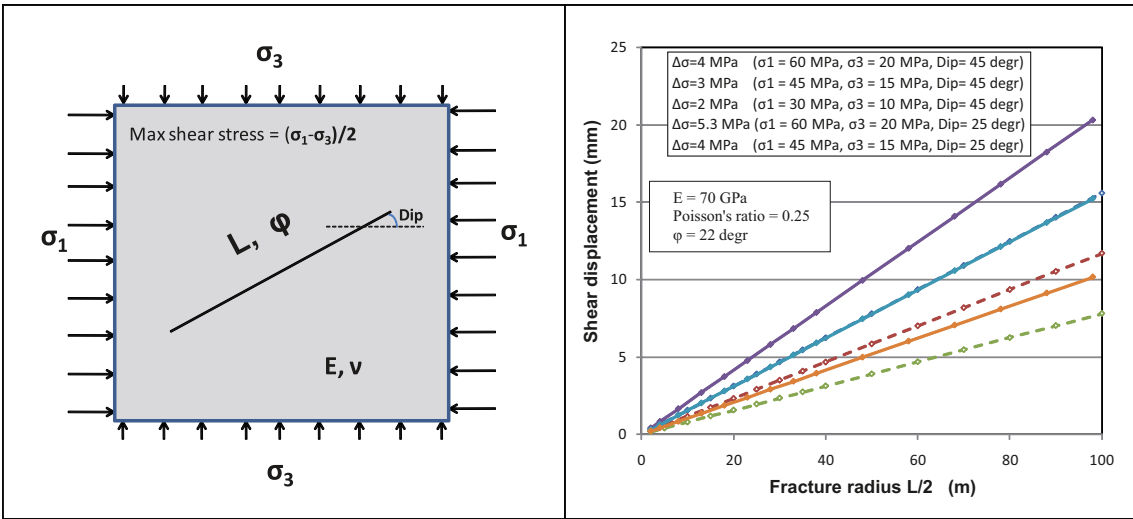 σ3
Max shear stress = (σ1-σ3)/2
Dip
L, φ
σ1
σ1
E, ν
σ3
25
20
15
10
5
0
Shear displacement (mm)
Δσ=4 MPa (σ1 = 60 MPa, σ3 = 20 MPa, Dip= 45 degr)
Δσ=3 MPa (σ1 = 45 MPa, σ3 = 15 MPa, Dip= 45 degr)
Δσ=2 MPa (σ1 = 30 MPa, σ3 = 10 MPa, Dip= 45 degr)
Δσ=5.3 MPa (σ1 = 60 MPa, σ3 = 20 MPa, Dip= 25 degr)
Δσ=4 MPa (σ1 = 45 MPa, σ3 = 15 MPa, Dip= 25 degr)
E = 70 GPa
Poisson's ratio = 0.25
φ = 22 degr
0 20 40 60 80 100
Fracture radius L/2 (m)